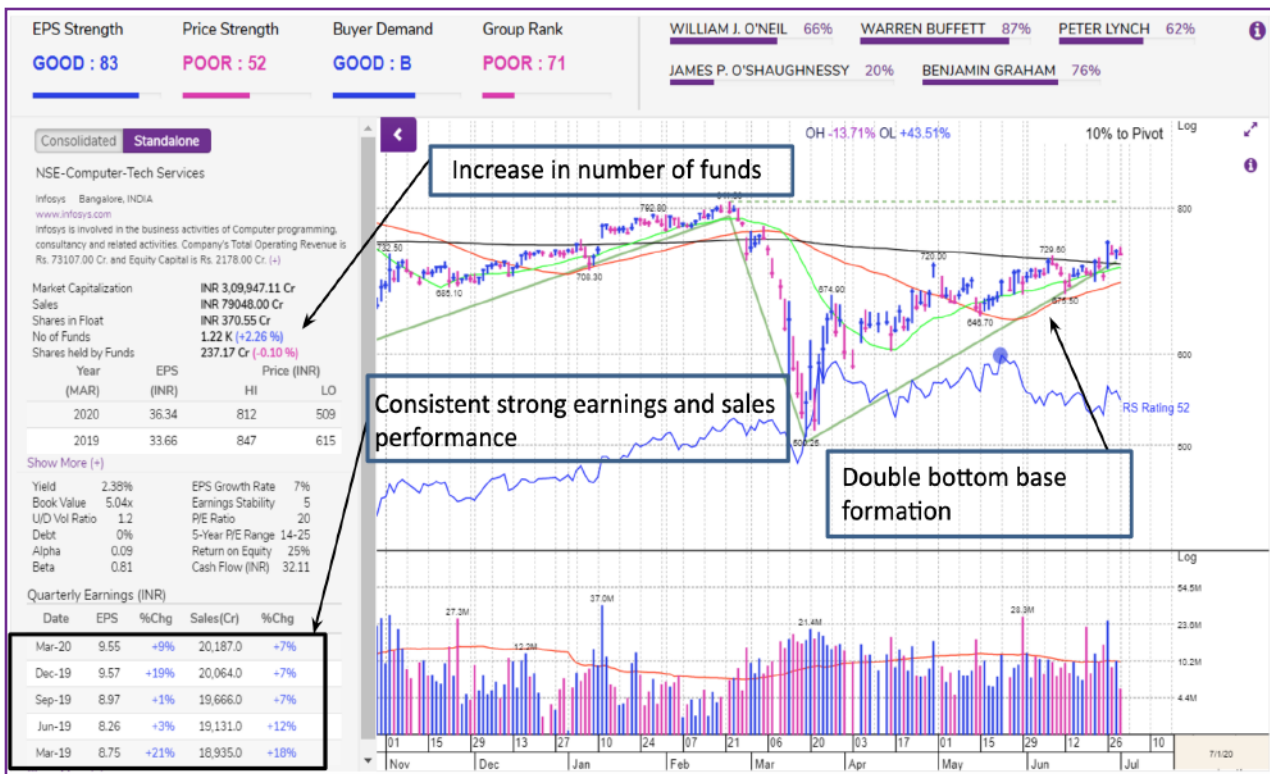 EPS Strength Price Strength Buyer Demand Group Rank
GOOD : 83 POOR : 52 GOOD : B POOR : 71
WILLIAM J. O'NEIL 66% WARREN BUFFETT 87% PETER LYNCH 62%
JAMES P. O'SHAUGHNESSY 20% BENJAMIN GRAHAM 76%
Consolidated Standalone
NSE-Computer-Tech Services
Infosys Bangalore, INDIA
www.infosys.com
Infosys is involved in the business activities of Computer programming,
consultancy and related activities. Company's Total Operating Revenue is
Rs. 73107.00 Cr. and Equity Capital is Rs. 2178.00 Cr. (+)
Market Capitalization INR 3,09,947.11 Cr
Sales INR 79048.00 Cr
Shares in Float INR 370.55 Cr
No of Funds 1.22 K (+2.26 %)
Shares held by Funds 237.17 Cr (-0.10 %)
Year EPS Price (INR)
(MAR) (INR) HI LO
2020 36.34 812 509
2019 33.66 847 615
Show More (+)
Yield 2.38% EPS Growth Rate 7%
Book Value 5.04x Earnings Stability 5
U/D Vol Ratio 1.2 P/E Ratio 20
Debt 0% 5-Year P/E Range 14-25
Alpha 0.09 Return on Equity 25%
Beta 0.81 Cash Flow (INR) 32.11
Quarterly Earnings (INR)
Date EPS %Chg Sales(Cr) %Chg
Mar-20 9.55 +9% 20,187.0 +7%
Dec-19 9.57 +19% 20,064.0 +7%
Sep-19 8.97 +1% 19,666.0 +7%
Jun-19 8.26 +3% 19,131.0 +12%
Mar-19 8.75 +21% 18,935.0 +18%
OH -13.71% OL +43.51% 10% to Pivot Log
Increase in number of funds
792.80
800
732.50
720.00
729.60
708.30
685.10
674.90
675.50
646.70
600
Consistent strong earnings and sales
performance
RS Rating 52
500
Double bottom base
formation
Log
54.5M
37.0M
27.3M
28.3M
23.6M
21.4M
12.2M
10.2M
4.4M
01 15 29 13 27 10 24 07 21 06 20 03 17 01 15 29 12 26 10
Nov Dec Jan Feb Mar Apr May Jun Jul
7/1/20